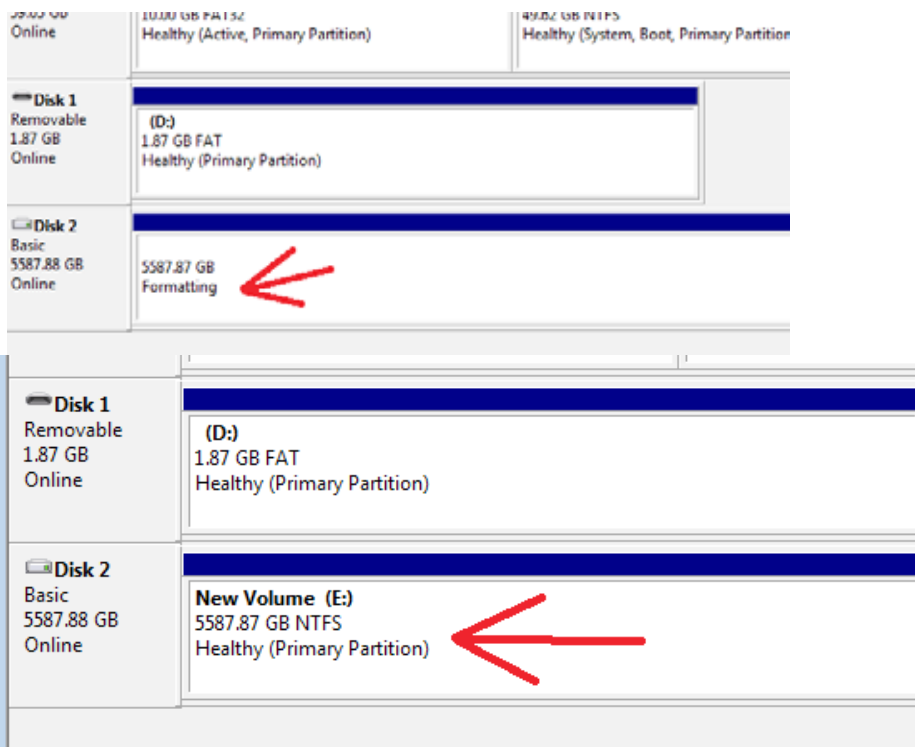 Online
10.00 GB FAT32
Healthy (Active, Primary Partition)
49.82 GB NTFS
Healthy (System, Boot, Primary Partition
Disk 1
Removable
1.87 GB
Online
(D:)
1.87 GB FAT
Healthy (Primary Partition)
Disk 2
Basic
5587.88 GB
Online
5587.87 GB
Formatting
Disk 1
Removable
1.87 GB
Online
(D:)
1.87 GB FAT
Healthy (Primary Partition)
Disk 2
Basic
5587.88 GB
Online
New Volume (E:)
5587.87 GB NTFS
Healthy (Primary Partition)